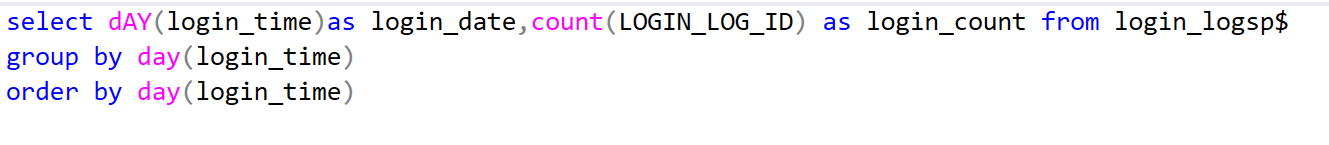 select dAY(login_time)as login_date,count(LOGIN_LOG_ID) as login_count from login_logsp$
group by day(login_time)
order by day(login_time)